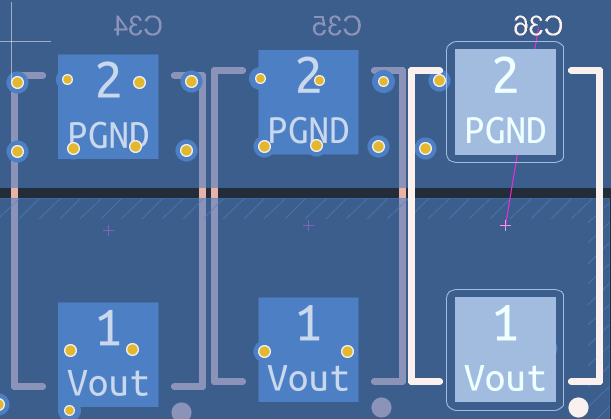 C34 C35 C36
2 2 2
PGND PGND PGND
1 1 1
Vout Vout Vout